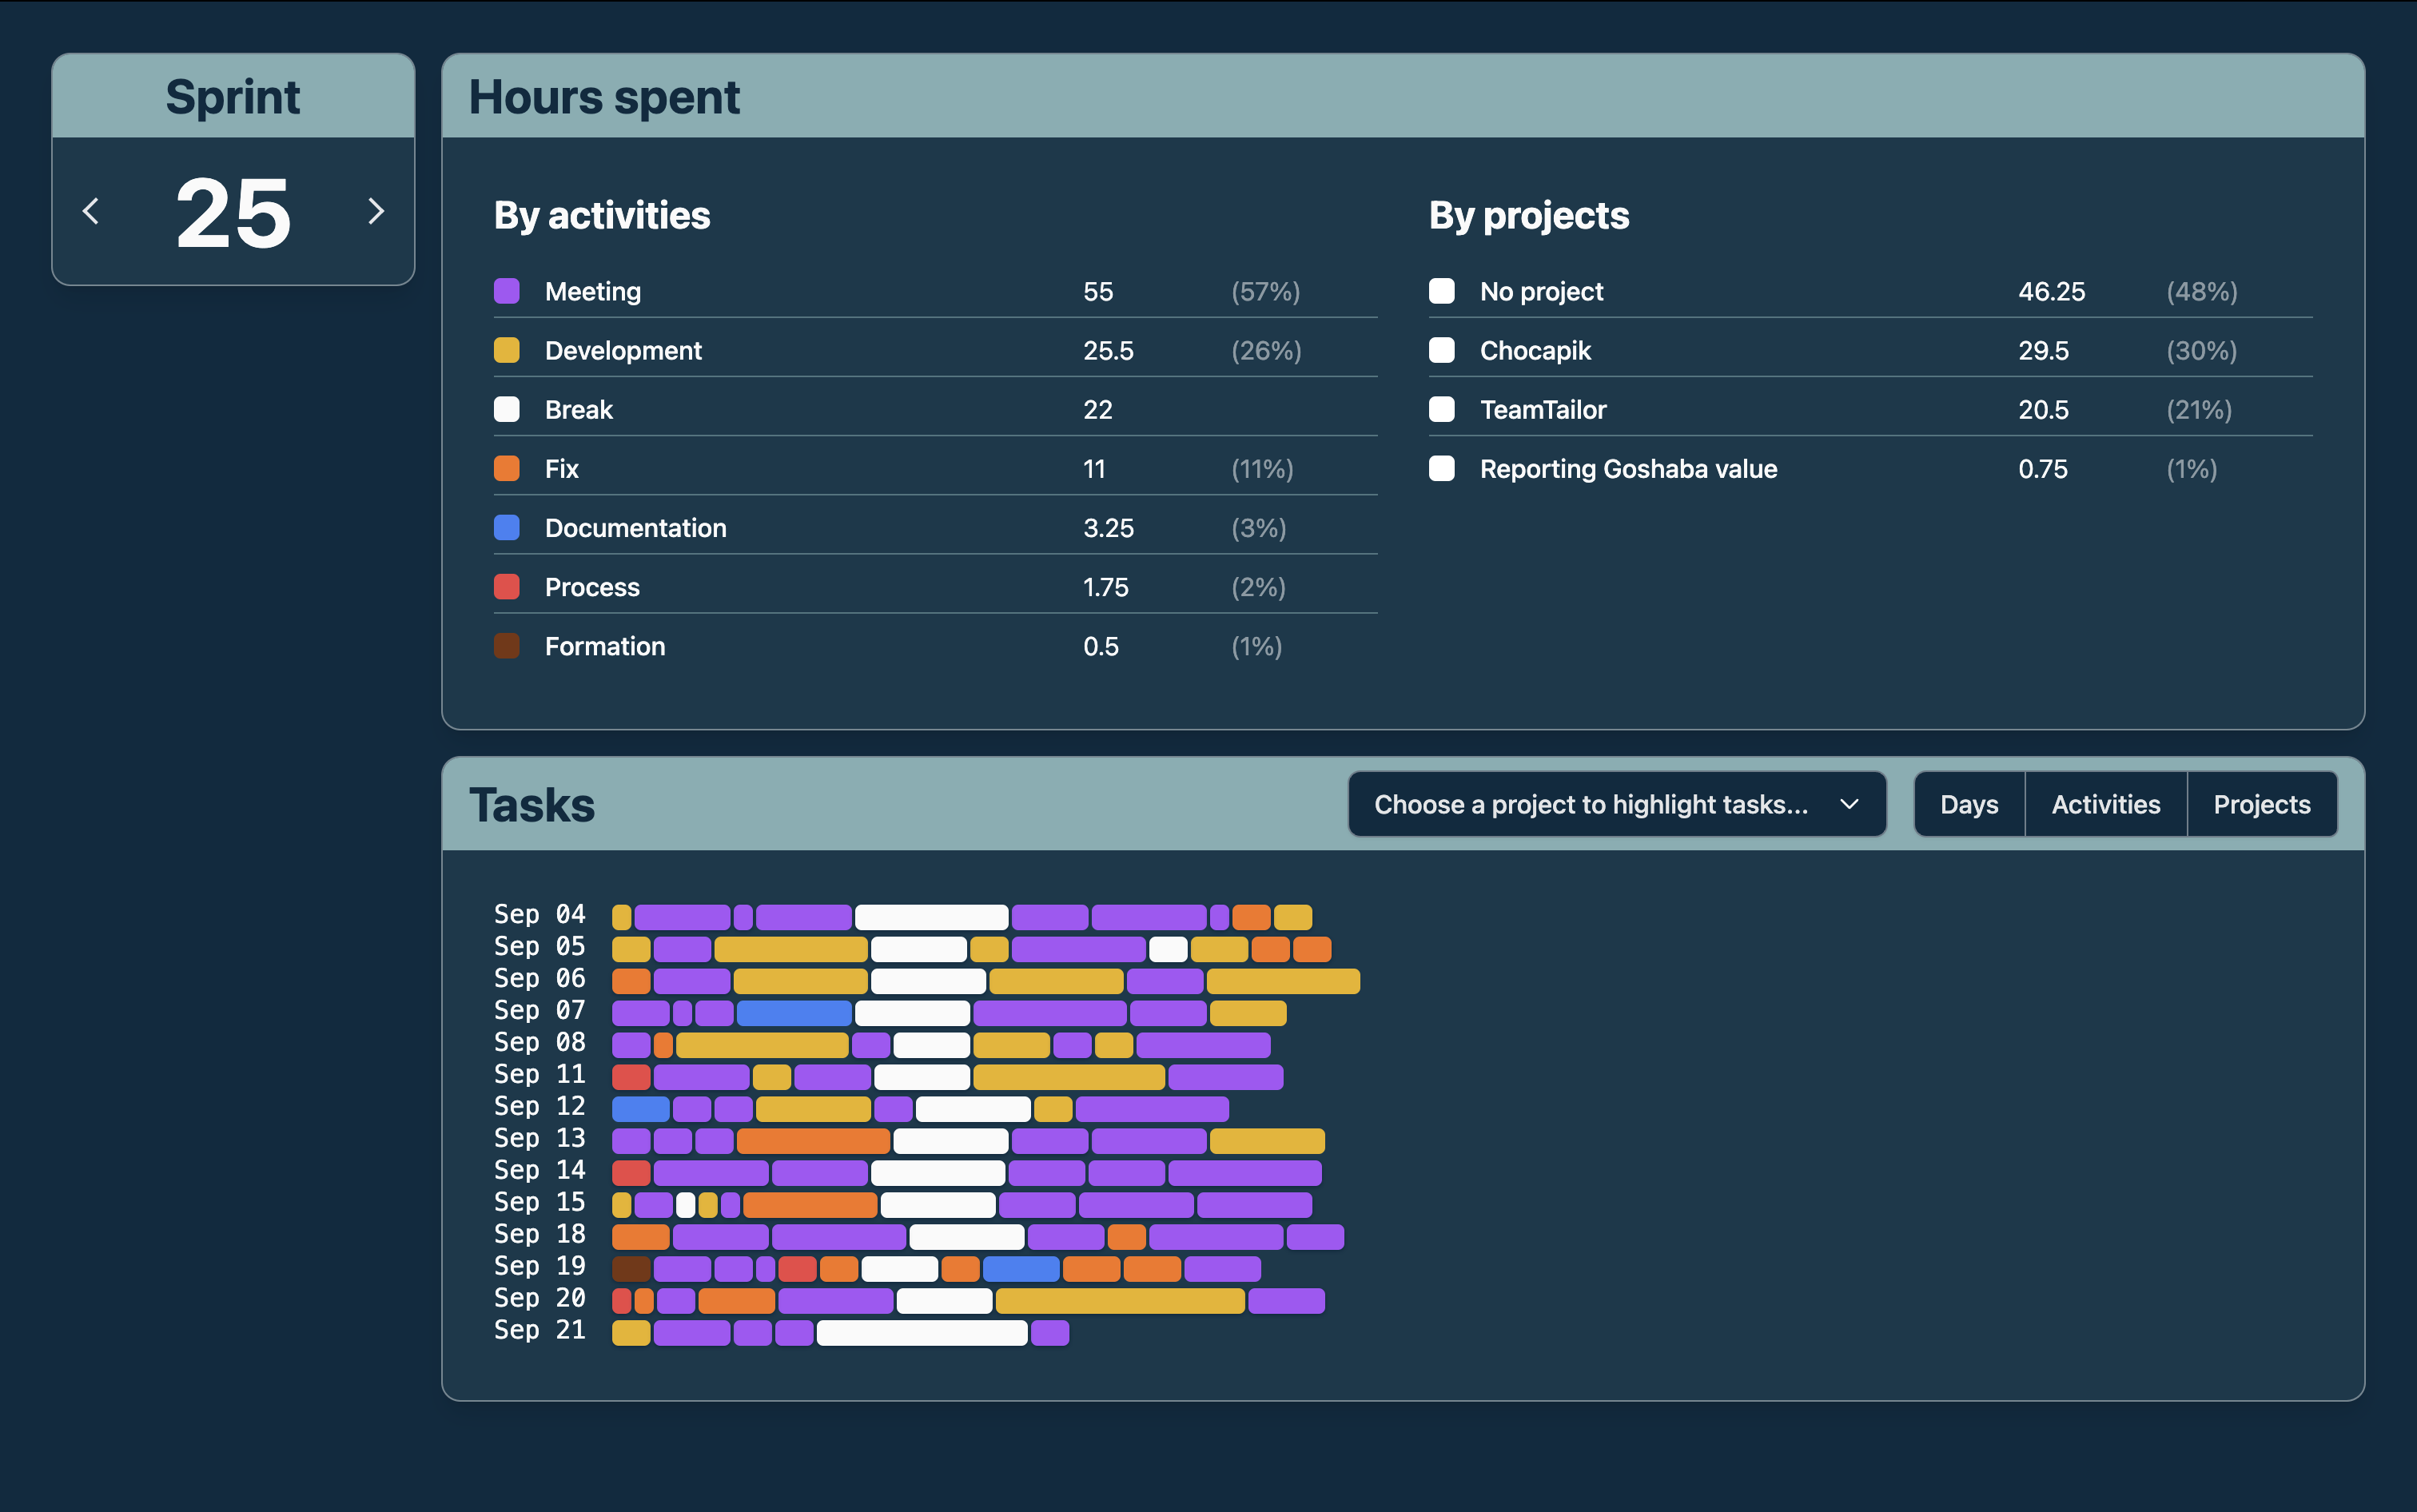 Sprint
25
Hours spent
By activities
Meeting 55 (57%)
Development 25.5 (26%)
Break 22
Fix 11 (11%)
Documentation 3.25 (3%)
Process 1.75 (2%)
Formation 0.5 (1%)
By projects
No project 46.25 (48%)
Chocapik 29.5 (30%)
TeamTailor 20.5 (21%)
Reporting Goshaba value 0.75 (1%)
Tasks
Choose a project to highlight tasks...
Days Activities Projects
Sep 04
Sep 05
Sep 06
Sep 07
Sep 08
Sep 11
Sep 12
Sep 13
Sep 14
Sep 15
Sep 18
Sep 19
Sep 20
Sep 21